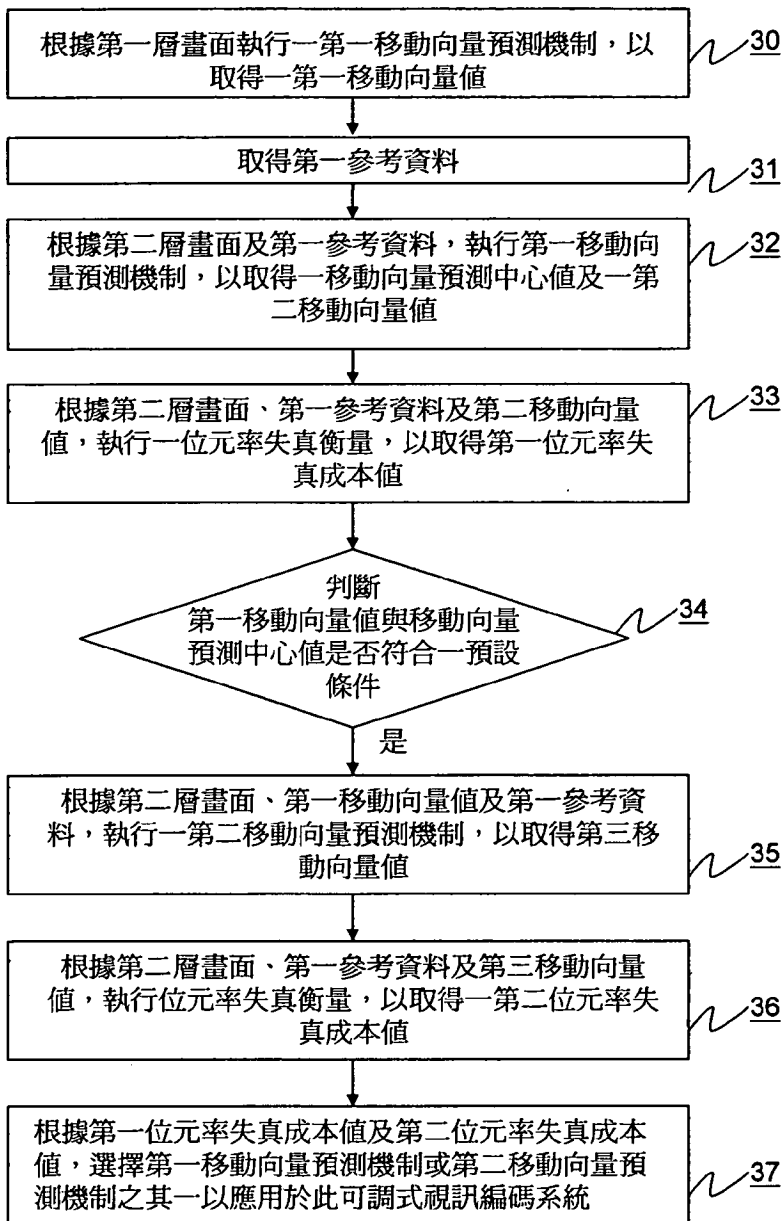 根據第一層畫面執行一第一移動向量預測機制，以
取得一第一移動向量值
30
取得第一參考資料
31
根據第二層畫面及第一參考資料，執行第一移動向
量預測機制，以取得一移動向量預測中心值及一第
二移動向量值
32
根據第二層畫面、第一參考資料及第二移動向量
值，執行一位元率失真衡量，以取得第一位元率失
真成本值
33
判斷
第一移動向量值與移動向量
預測中心值是否符合一預設
條件
34
是
根據第二層畫面、第一移動向量值及第一參考資
料，執行一第二移動向量預測機制，以取得第三移
動向量值
35
根據第二層畫面、第一參考資料及第三移動向量
值，執行位元率失真衡量，以取得一第二位元率失
真成本值
36
根據第一位元率失真成本值及第二位元率失真成本
值，選擇第一移動向量預測機制或第二移動向量預
測機制之其一以應用於此可調式視訊編碼系統
37